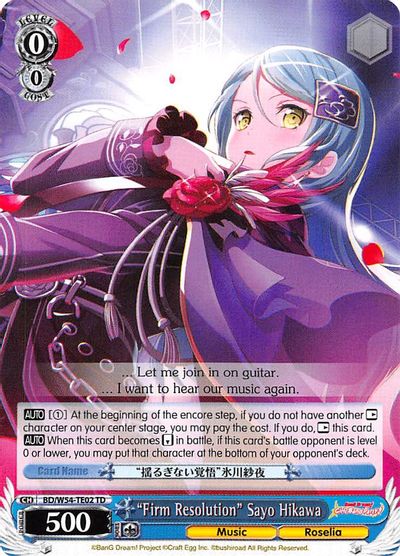 LEVEL
0
0
COST
... Let me join in on guitar.
... I want to hear our music again.
AUTO [①] At the beginning of the encore step, if you do not have another
character on your center stage, you may pay the cost. If you do, this card.
AUTO When this card becomes in battle, if this card's battle opponent is level
0 or lower, you may put that character at the bottom of your opponent's deck.
Card Name
“揺るぎない覚悟”氷川紗夜
CH BD/W54-TE02 TD
“Firm Resolution” Sayo Hikawa
POWER
500
Music
Roselia
©BanG Dream! Project ©Craft Egg Inc. ©bushiroad All Rights Reserved.